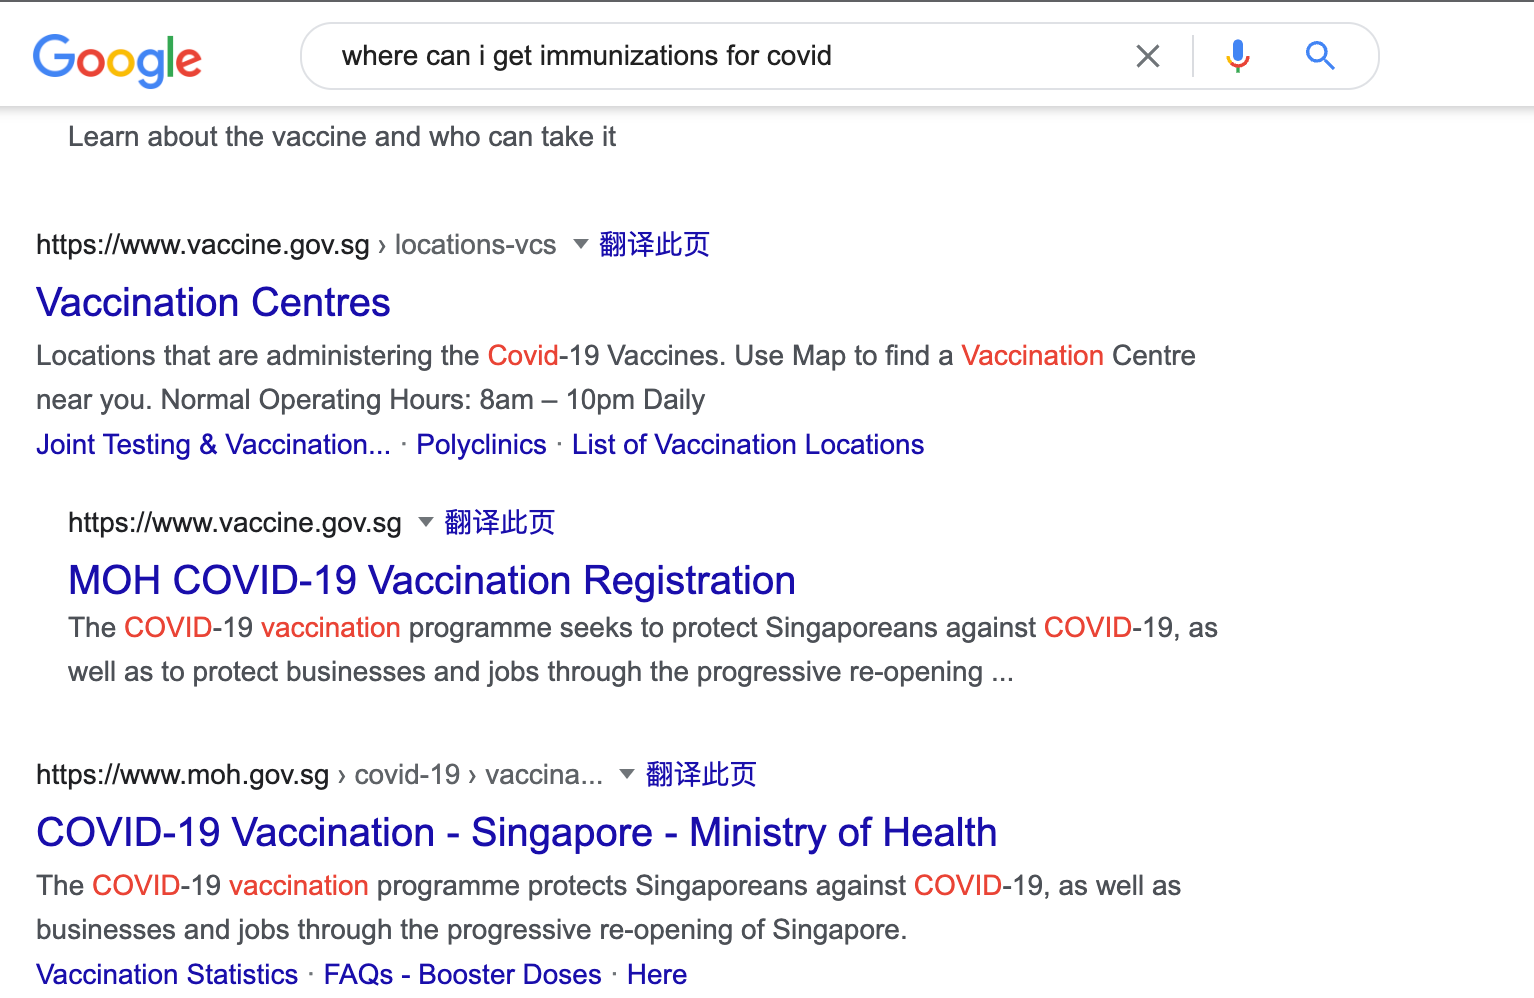 Google
where can i get immunizations for covid
Learn about the vaccine and who can take it
https://www.vaccine.gov.sg › locations-vcs 翻译此页
Vaccination Centres
Locations that are administering the Covid-19 Vaccines. Use Map to find a Vaccination Centre
near you. Normal Operating Hours: 8am – 10pm Daily
Joint Testing & Vaccination... · Polyclinics · List of Vaccination Locations
https://www.vaccine.gov.sg 翻译此页
MOH COVID-19 Vaccination Registration
The COVID-19 vaccination programme seeks to protect Singaporeans against COVID-19, as
well as to protect businesses and jobs through the progressive re-opening ...
https://www.moh.gov.sg › covid-19 › vaccina... 翻译此页
COVID-19 Vaccination - Singapore - Ministry of Health
The COVID-19 vaccination programme protects Singaporeans against COVID-19, as well as
businesses and jobs through the progressive re-opening of Singapore.
Vaccination Statistics · FAQs - Booster Doses · Here